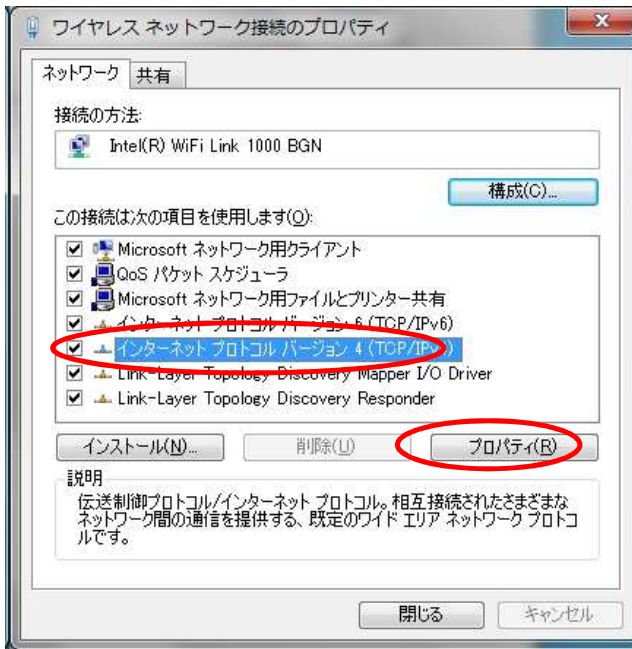 ワイヤレス ネットワーク接続のプロパティ
ネットワーク 共有
接続の方法:
Intel(R) WiFi Link 1000 BGN
構成(C)...
この接続は次の項目を使用します(O):
Microsoft ネットワーク用クライアント
QoS パケット スケジューラ
Microsoft ネットワーク用ファイルとプリンター共有
インターネット プロトコル バージョン 6 (TCP/IPv6)
インターネット プロトコル バージョン 4 (TCP/IPv4)
Link-Layer Topology Discovery Mapper I/O Driver
Link-Layer Topology Discovery Responder
インストール(N)... 削除(U) プロパティ(R)
説明
伝送制御プロトコル/インターネット プロトコル。相互接続されたさまざまな
ネットワーク間の通信を提供する、既定のワイド エリア ネットワーク プロトコ
ルです。
閉じる キャンセル